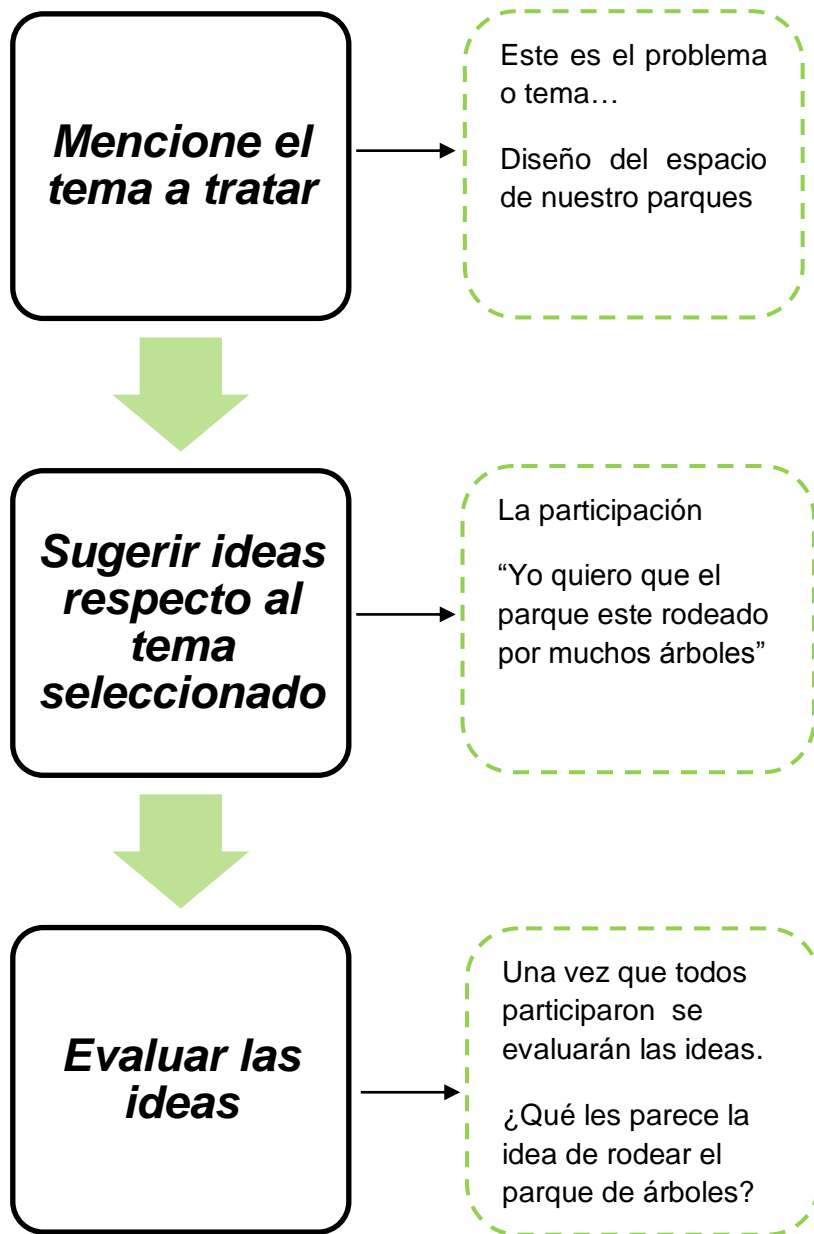 Mencione el
tema a tratar
Este es el problema
o tema…
Diseño del espacio
de nuestro parques
Sugerir ideas
respecto al
tema
seleccionado
La participación
“Yo quiero que el
parque este rodeado
por muchos árboles”
Evaluar las
ideas
Una vez que todos
participaron se
evaluarán las ideas.
¿Qué les parece la
idea de rodear el
parque de árboles?